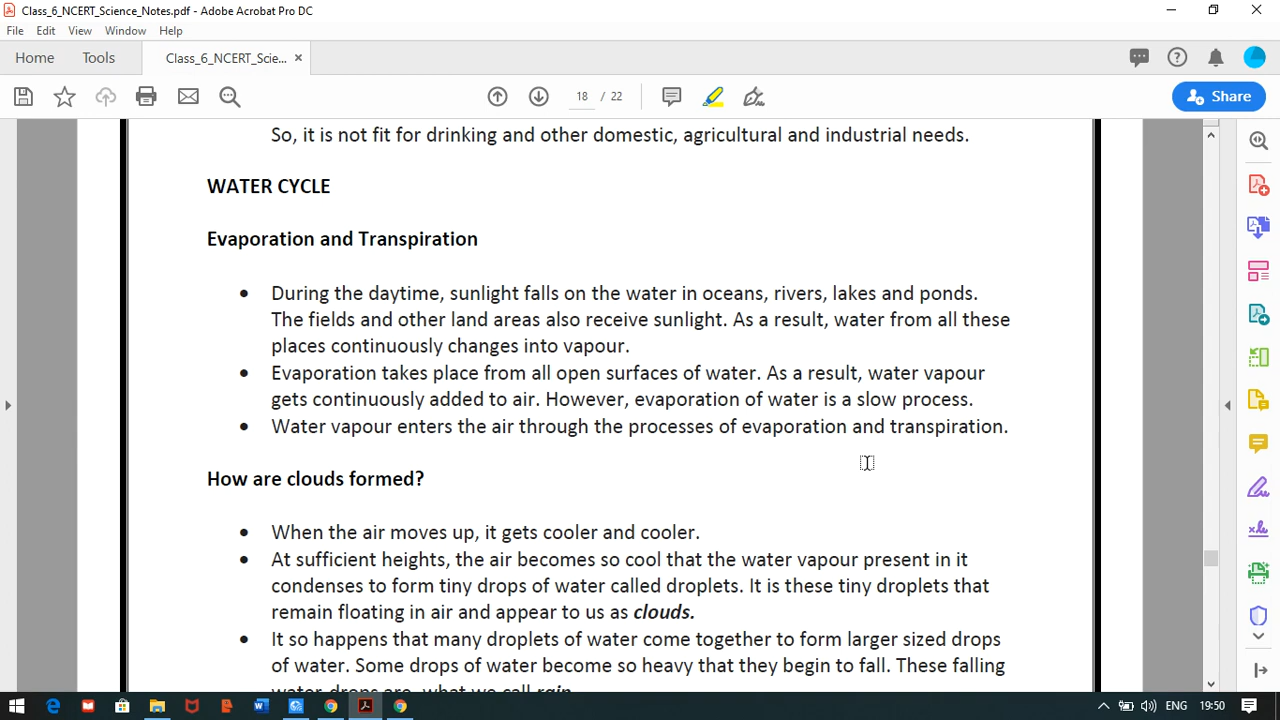 Class_6_NCERT_Science_Notes.pdf - Adobe Acrobat Pro DC
File Edit View Window Help
Home Tools Class_6_NCERT_Scie... ×
18 / 22
Share
So, it is not fit for drinking and other domestic, agricultural and industrial needs.
WATER CYCLE
Evaporation and Transpiration
• During the daytime, sunlight falls on the water in oceans, rivers, lakes and ponds.
The fields and other land areas also receive sunlight. As a result, water from all these
places continuously changes into vapour.
• Evaporation takes place from all open surfaces of water. As a result, water vapour
gets continuously added to air. However, evaporation of water is a slow process.
• Water vapour enters the air through the processes of evaporation and transpiration.
How are clouds formed?
• When the air moves up, it gets cooler and cooler.
• At sufficient heights, the air becomes so cool that the water vapour present in it
condenses to form tiny drops of water called droplets. It is these tiny droplets that
remain floating in air and appear to us as clouds.
• It so happens that many droplets of water come together to form larger sized drops
of water. Some drops of water become so heavy that they begin to fall. These falling
water-drops are, what we call rain.
ENG 19:50